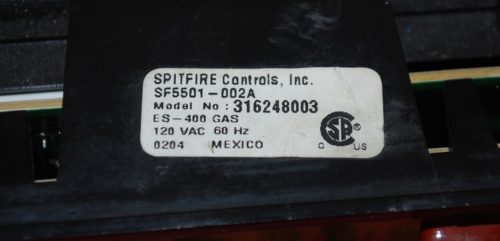 SPITFIRE Controls, Inc.
SF5501-002A
Model No : 316248003
ES-400 GAS
120 VAC 60 Hz
0204 MEXICO
SP
C US